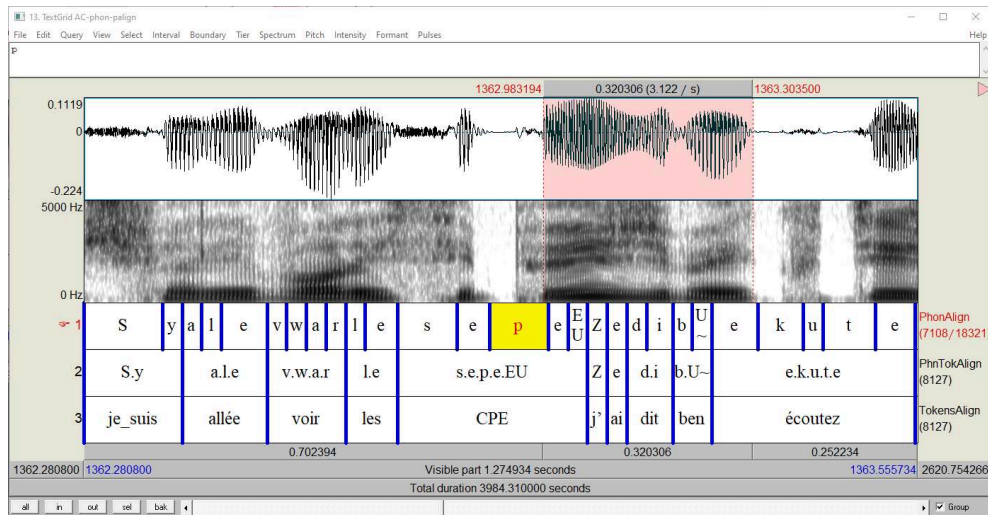 13. TextGrid AC-phon-palign
File Edit Query View Select Interval Boundary Tier Spectrum Pitch Intensity Formant Pulses Help
p
1362.983194 0.320306 (3.122 / s) 1363.303500
0.1119
0
-0.224
5000 Hz
0 Hz
1 S y a l e v w a r l e s e p e EU Z e d i b U~ e k u t e PhonAlign (7108/18321)
2 S.y a.l.e v.w.a.r l.e s.e.p.e.EU Z e d.i b.U~ e.k.u.t.e PhnTokAlign (8127)
3 je_suis allée voir les CPE j' ai dit ben écoutez TokensAlign (8127)
0.702394 0.320306 0.252234
1362.280800 1362.280800 Visible part 1.274934 seconds 1363.555734 2620.754266
Total duration 3984.310000 seconds
all in out sel bak Group